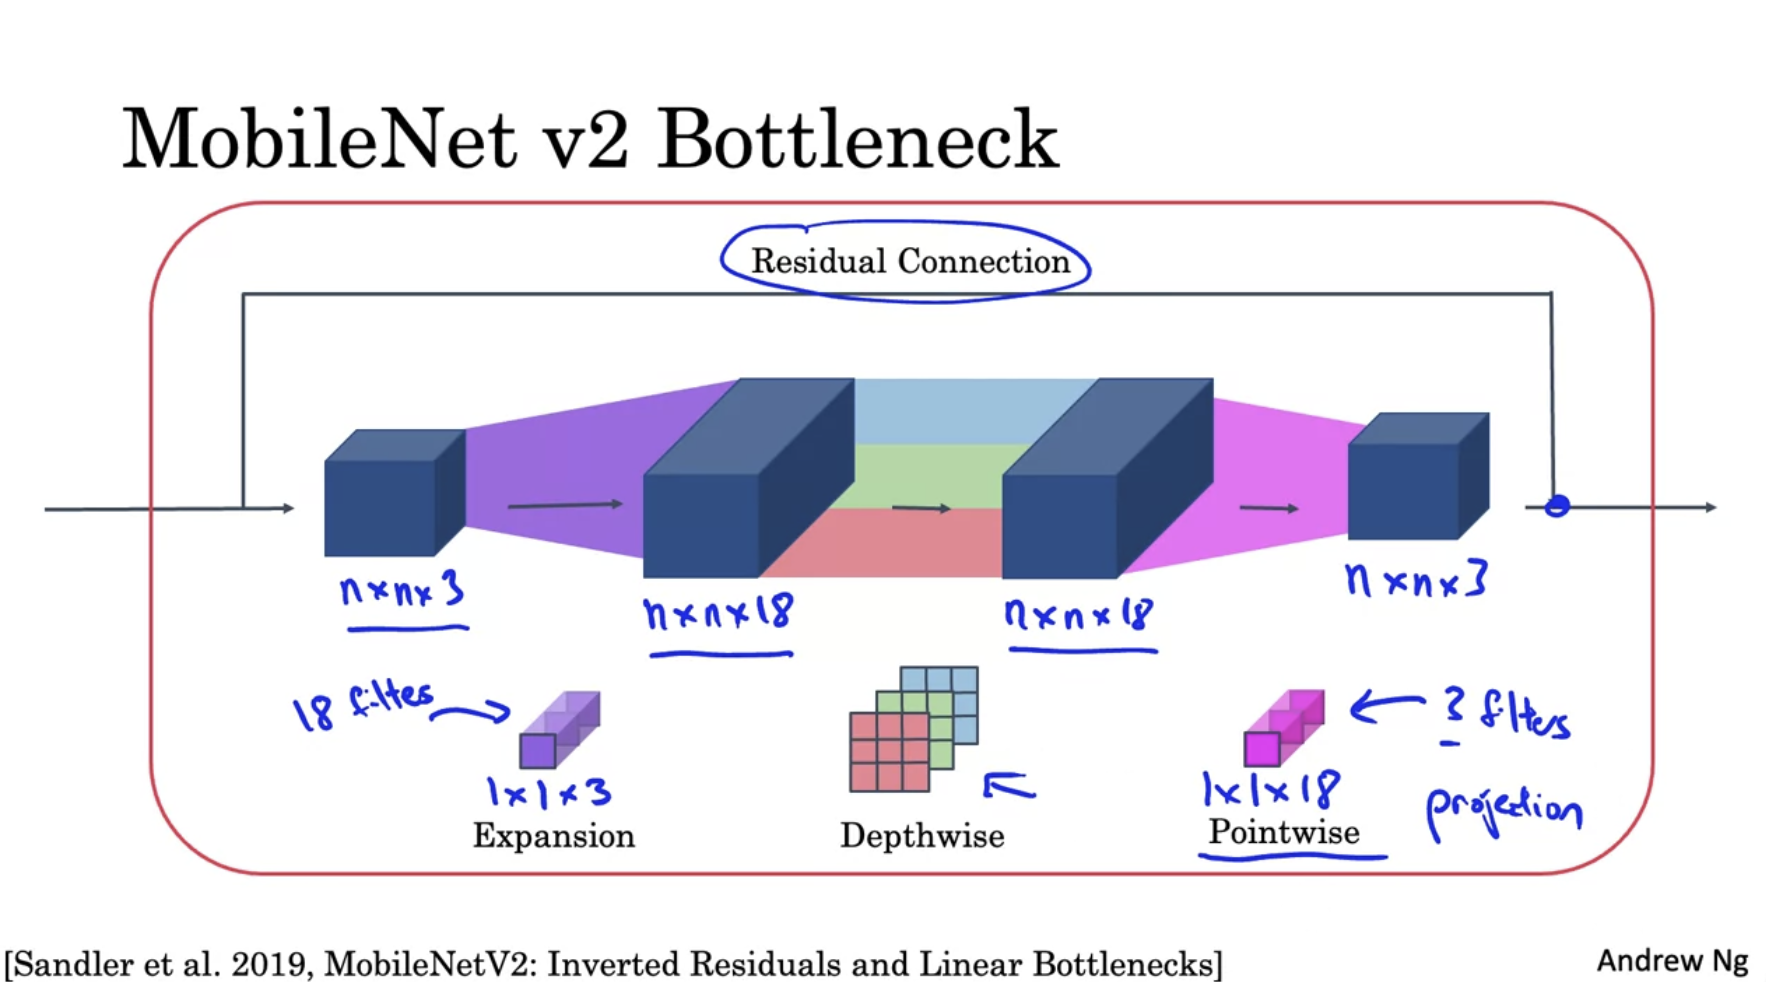 MobileNet v2 Bottleneck
Residual Connection
n×n×3
n×n×18
n×n×18
n×n×3
18 filtes
1×1×3
Expansion
Depthwise
3 filters
1×1×18
Pointwise
projection
[Sandler et al. 2019, MobileNetV2: Inverted Residuals and Linear Bottlenecks]
Andrew Ng